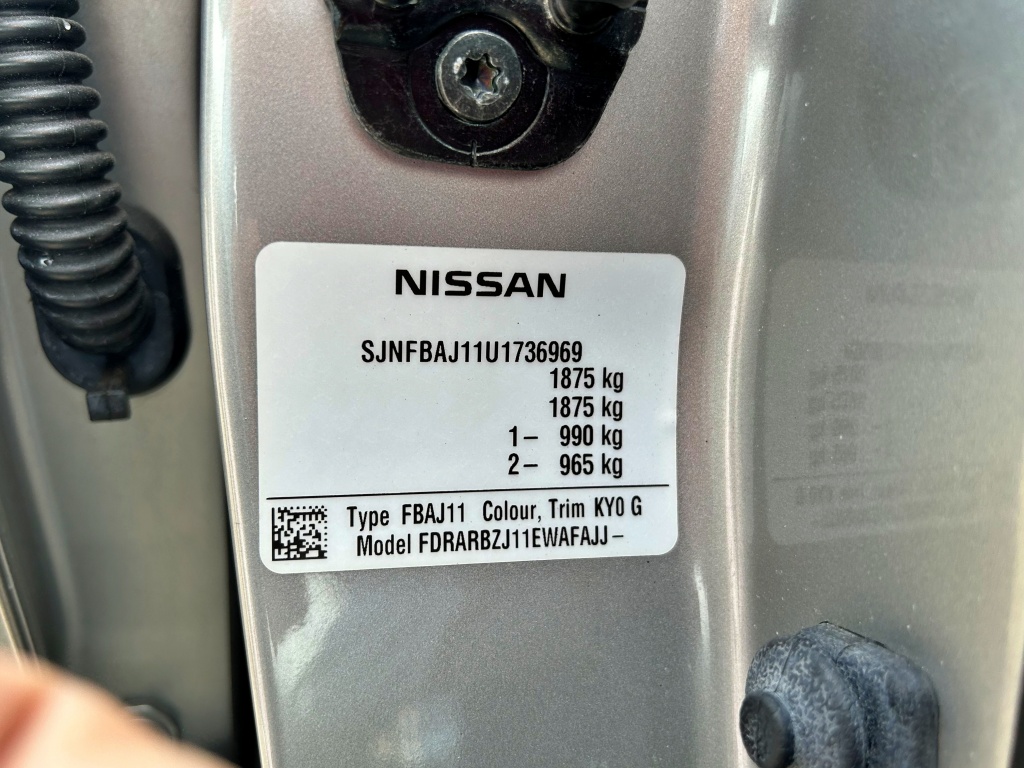 NISSAN
SJNFBAJ11U1736969
1875 kg
1875 kg
1– 990 kg
2– 965 kg
Type FBAJ11 Colour, Trim KY0 G
Model FDRARBZJ11EWAFAJJ–